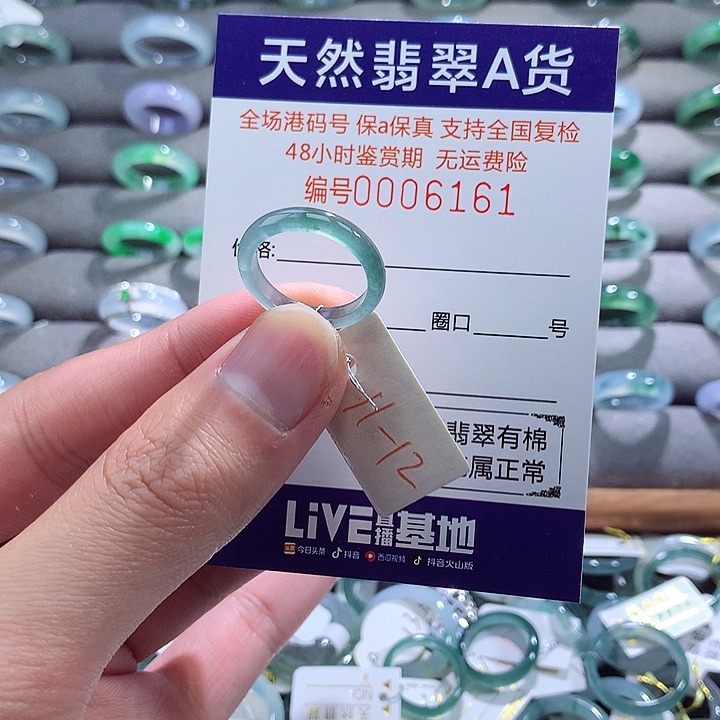 天然翡翠A货
全场港码号 保a保真 支持全国复检
48小时鉴赏期 无运费险
编号0006161
价格:
圈口 号
11-12
翡翠有棉
属正常
LiVE直播基地
今日头条 抖音 西瓜视频 抖音火山版